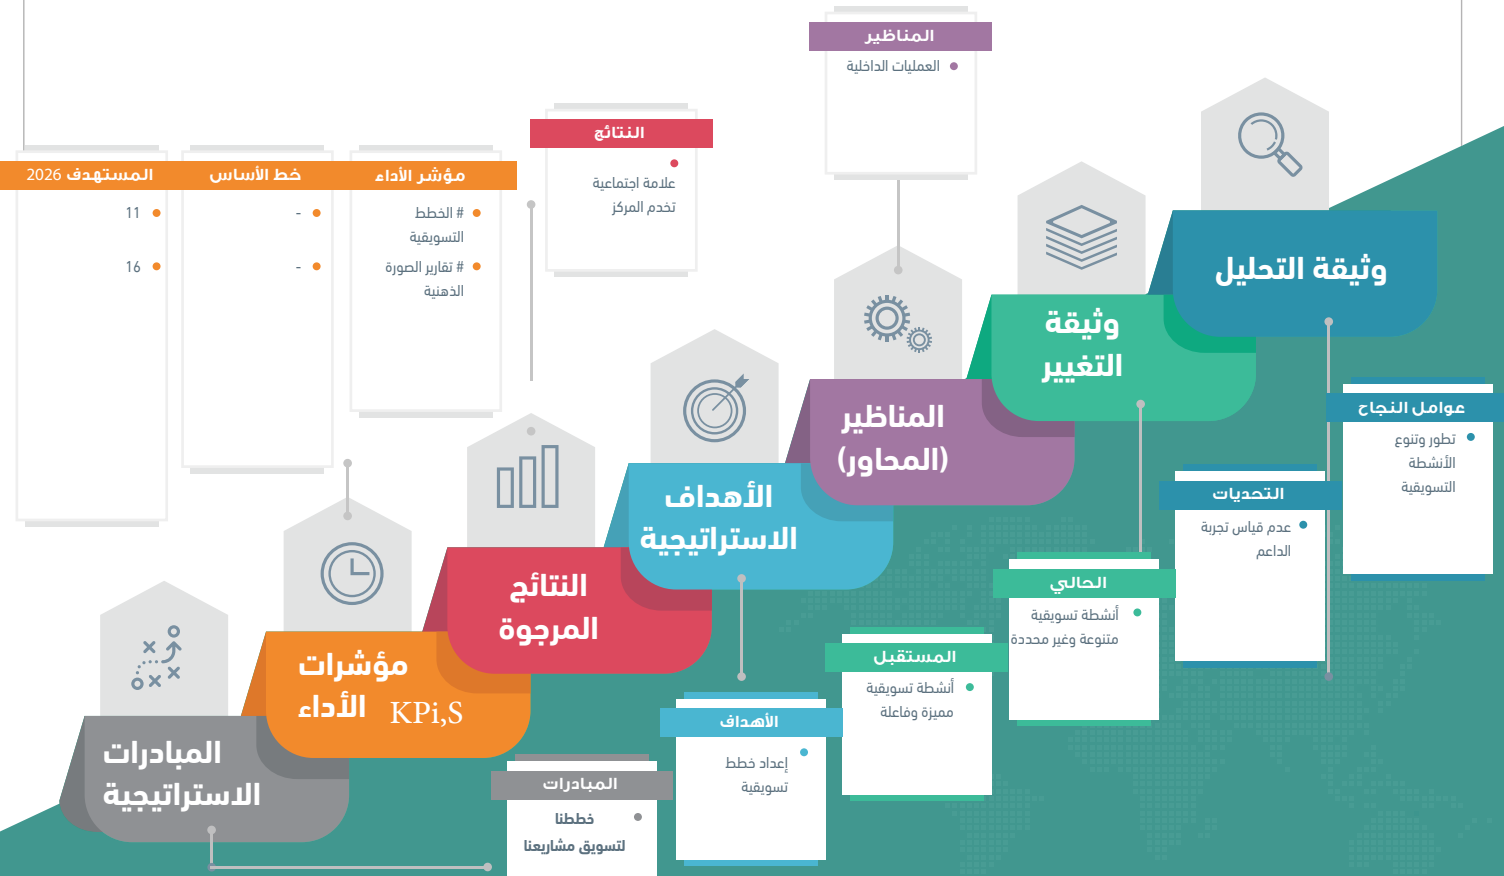 المناظير
العمليات الداخلية
النتائج
علامة اجتماعية
تخدم المركز
مؤشر الأداء
# الخطط
التسويقية
# تقارير الصورة
الذهنية
خط الأساس
-
-
المستهدف 2026
11
16
وثيقة التحليل
وثيقة
التغيير
المناظير
(المحاور)
الأهداف
الاستراتيجية
النتائج
المرجوة
مؤشرات
الأداء KPi,S
المبادرات
الاستراتيجية
عوامل النجاح
تطور وتنوع
الأنشطة
التسويقية
التحديات
عدم قياس تجربة
الداعم
الحالي
أنشطة تسويقية
متنوعة وغير محددة
المستقبل
أنشطة تسويقية
مميزة وفاعلة
الأهداف
إعداد خطط
تسويقية
المبادرات
خططنا
لتسويق مشاريعنا